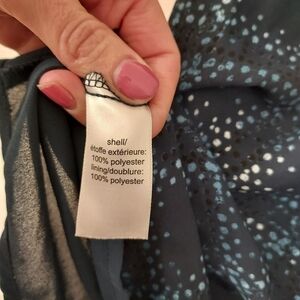 shell/
étoffe extérieure:
100% polyester
lining/doublure:
100% polyester